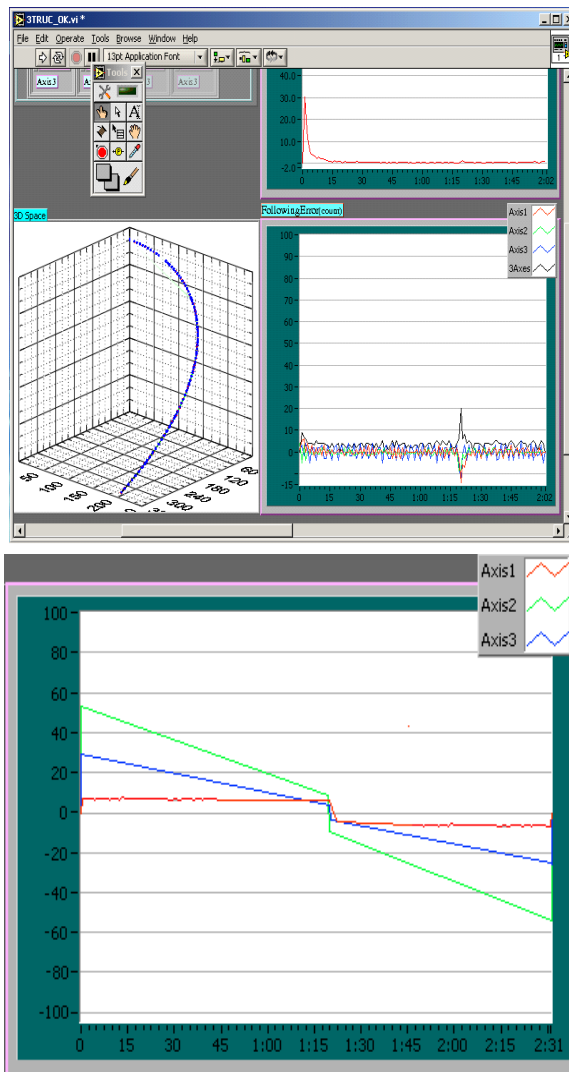 3TRUC_OK.vi *
File Edit Operate Tools Browse Window Help
13pt Application Font
1
Axis3
Axis3
Tools
A
40.0
30.0
20.0
10.0
-2.0
0 15 30 45 1:00 1:15 1:30 1:45 2:02
3D Space
50
100
150
200
300
240
180
120
60
FollowingError(count)
Axis1
Axis2
Axis3
3Axes
100
90
80
70
60
50
40
30
20
10
0
-15
0 15 30 45 1:00 1:15 1:30 1:45 2:02
Axis1
Axis2
Axis3
100
80
60
40
20
0
-20
-40
-60
-80
-100
0 15 30 45 1:00 1:15 1:30 1:45 2:00 2:15 2:31